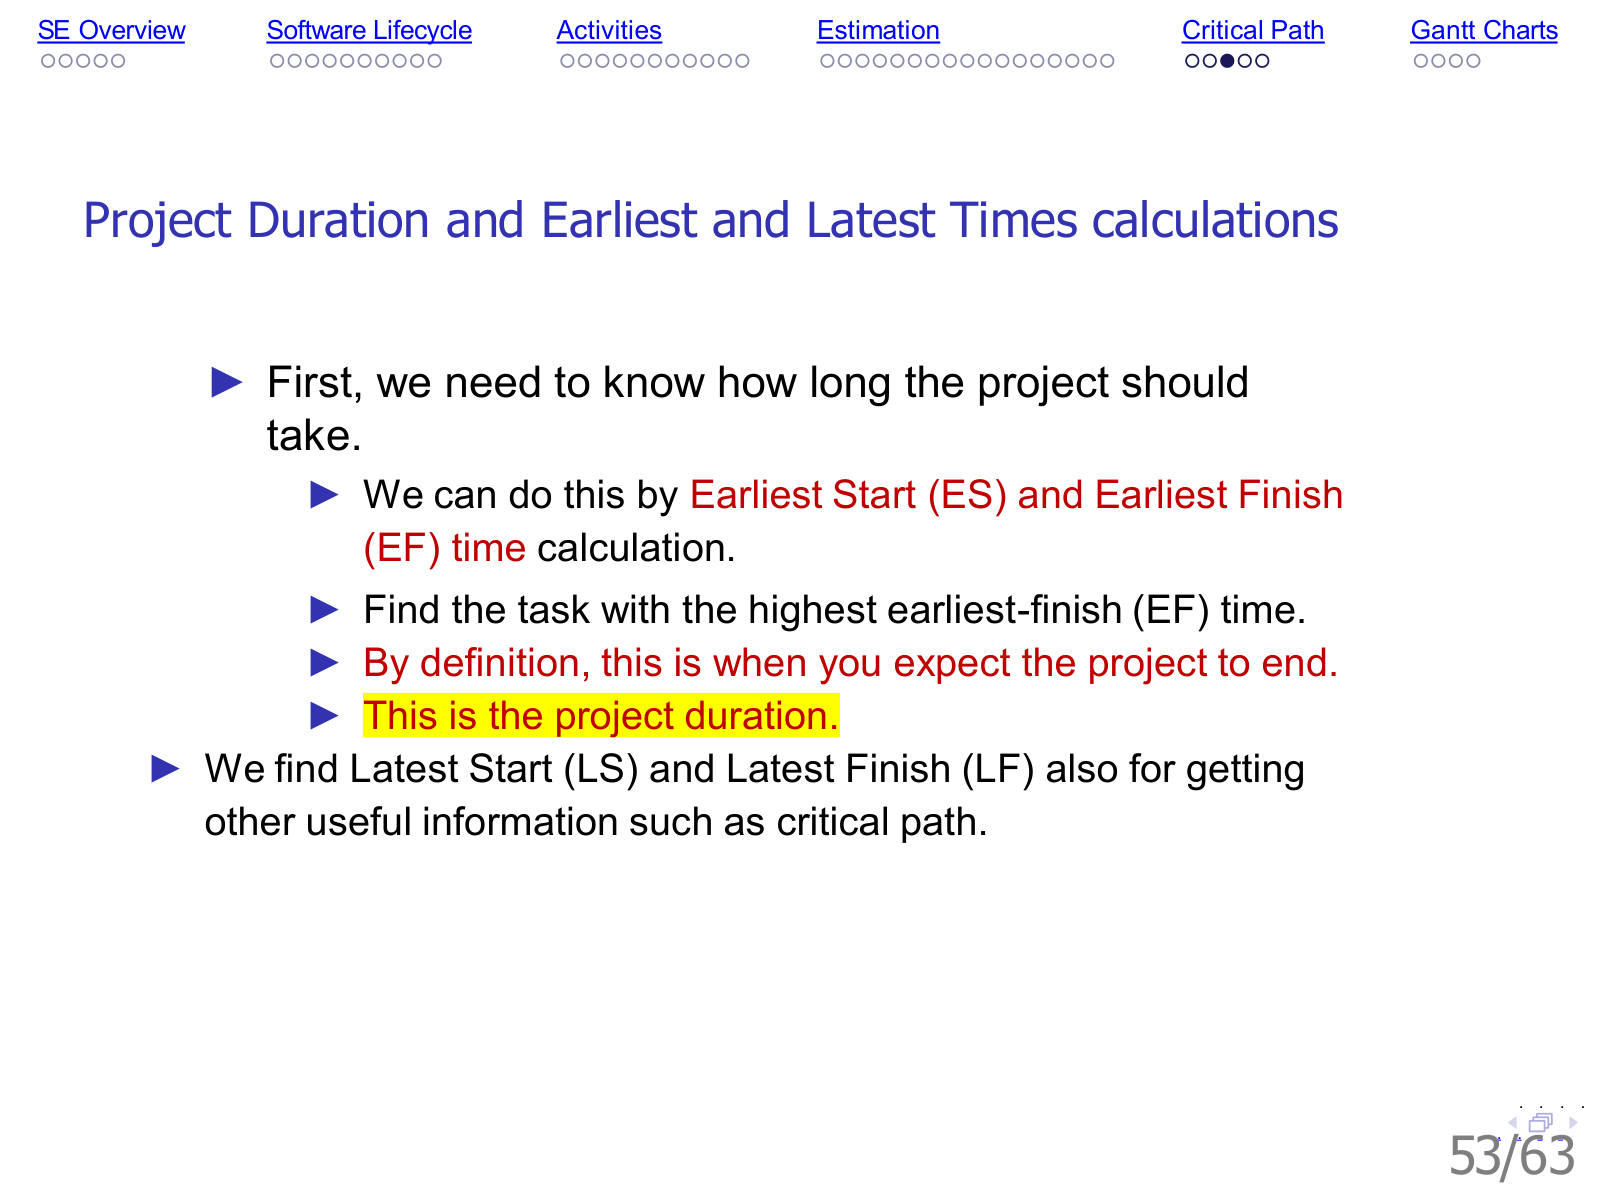 SE Overview Software Lifecycle Activities Estimation Critical Path Gantt Charts
Project Duration and Earliest and Latest Times calculations
First, we need to know how long the project should
take.
We can do this by Earliest Start (ES) and Earliest Finish
(EF) time calculation.
Find the task with the highest earliest-finish (EF) time.
By definition, this is when you expect the project to end.
This is the project duration.
We find Latest Start (LS) and Latest Finish (LF) also for getting
other useful information such as critical path.
53/63